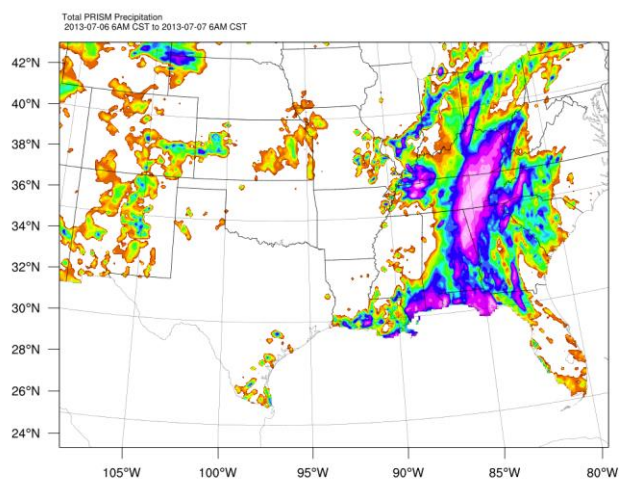 Total PRISM Precipitation
2013-07-06 6AM CST to 2013-07-07 6AM CST
42°N
40°N
38°N
36°N
34°N
32°N
30°N
28°N
26°N
24°N
105°W
100°W
95°W
90°W
85°W
80°W